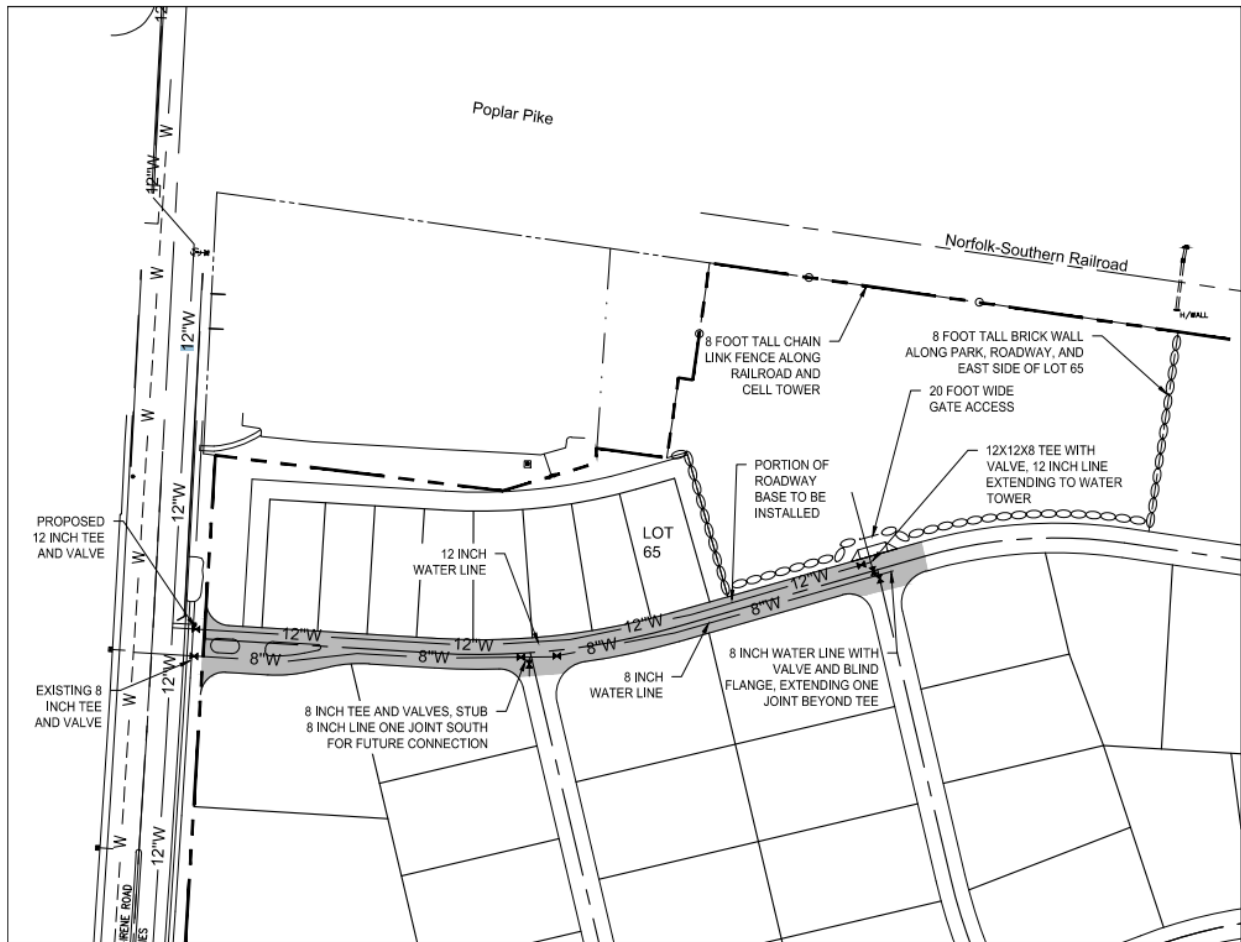 12
12"W
W
Poplar Pike
12"W
W
Norfolk-Southern Railroad
W
12"W
H/WALL
8 FOOT TALL CHAIN
LINK FENCE ALONG
RAILROAD AND
CELL TOWER
8 FOOT TALL BRICK WALL
ALONG PARK, ROADWAY, AND
EAST SIDE OF LOT 65
20 FOOT WIDE
GATE ACCESS
W
12X12X8 TEE WITH
VALVE, 12 INCH LINE
EXTENDING TO WATER
TOWER
PORTION OF
ROADWAY
BASE TO BE
INSTALLED
12"W
PROPOSED
12 INCH TEE
AND VALVE
W
LOT
65
12 INCH
WATER LINE
12"W
8"W
12"W
12"W
12"W
8"W
8"W
8"W
12"W
EXISTING 8
INCH TEE
AND VALVE
W
8 INCH TEE AND VALVES, STUB
8 INCH LINE ONE JOINT SOUTH
FOR FUTURE CONNECTION
8 INCH
WATER LINE
8 INCH WATER LINE WITH
VALVE AND BLIND
FLANGE, EXTENDING ONE
JOINT BEYOND TEE
W
12"W
RENE ROAD